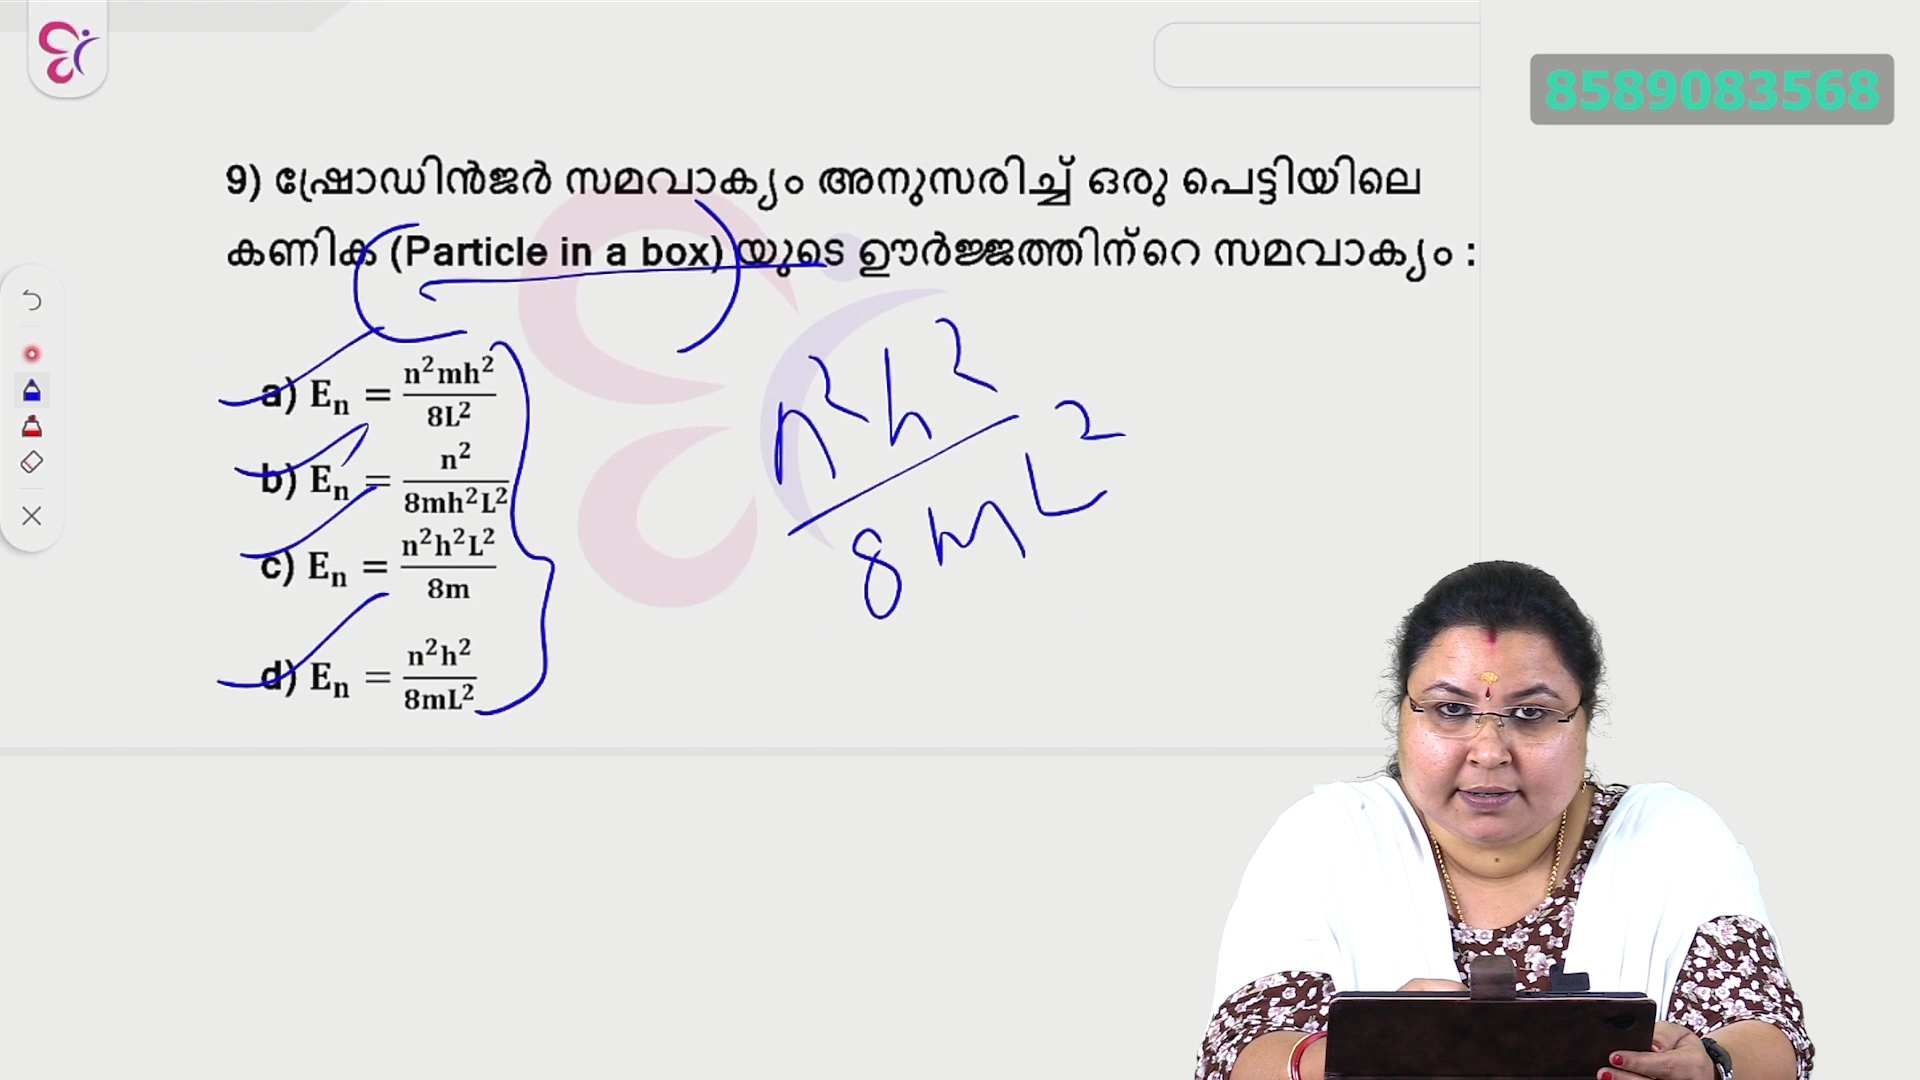 8589083568
9) ഷ്രോഡിൻജർ സമവാക്യം അനുസരിച്ച് ഒരു പെട്ടിയിലെ
കണിക (Particle in a box) യുടെ ഊർജ്ജത്തിന്റെ സമവാക്യം :
a) Eₙ = n²mh² / 8L²
b) Eₙ = n² / 8mh²L²
c) Eₙ = n²h²L² / 8m
d) Eₙ = n²h² / 8mL²
n²h²
8mL²